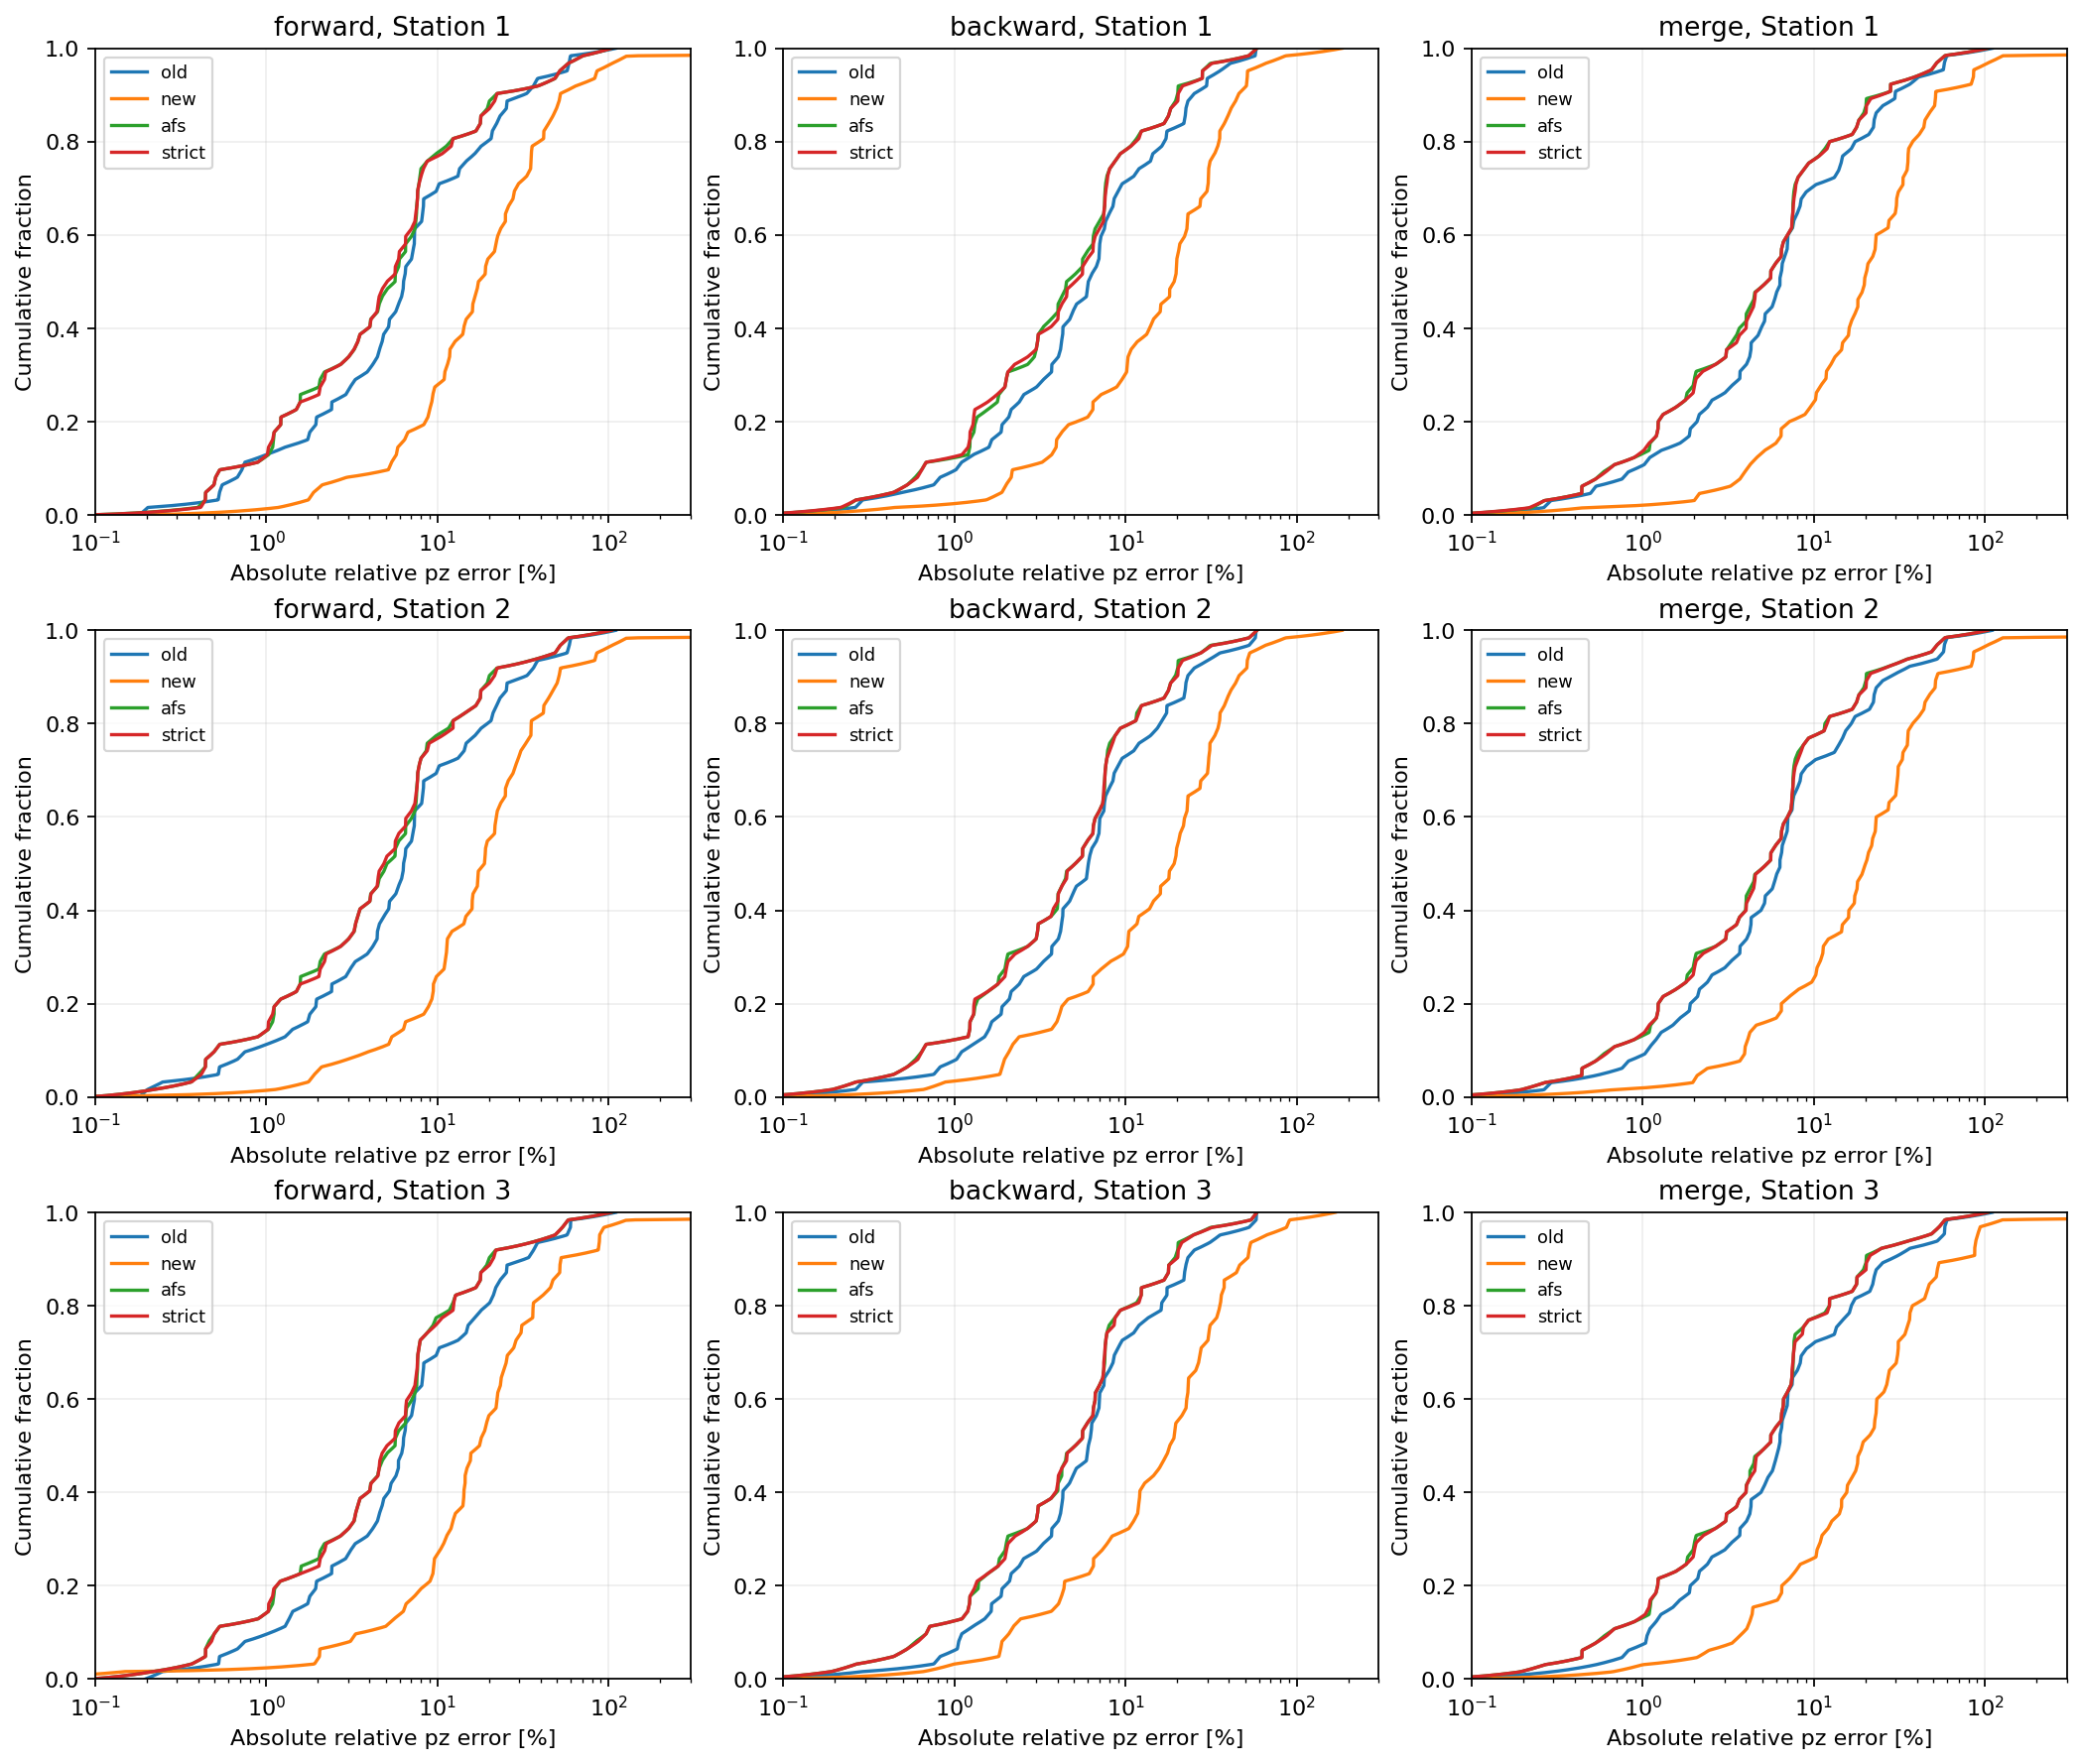 forward, Station 1
Cumulative fraction
1.0
0.8
0.6
0.4
0.2
0.0
old
new
afs
strict
10⁻¹ 10⁰ 10¹ 10²
Absolute relative pz error [%]
backward, Station 1
Cumulative fraction
1.0
0.8
0.6
0.4
0.2
0.0
old
new
afs
strict
10⁻¹ 10⁰ 10¹ 10²
Absolute relative pz error [%]
merge, Station 1
Cumulative fraction
1.0
0.8
0.6
0.4
0.2
0.0
old
new
afs
strict
10⁻¹ 10⁰ 10¹ 10²
Absolute relative pz error [%]
forward, Station 2
Cumulative fraction
1.0
0.8
0.6
0.4
0.2
0.0
old
new
afs
strict
10⁻¹ 10⁰ 10¹ 10²
Absolute relative pz error [%]
backward, Station 2
Cumulative fraction
1.0
0.8
0.6
0.4
0.2
0.0
old
new
afs
strict
10⁻¹ 10⁰ 10¹ 10²
Absolute relative pz error [%]
merge, Station 2
Cumulative fraction
1.0
0.8
0.6
0.4
0.2
0.0
old
new
afs
strict
10⁻¹ 10⁰ 10¹ 10²
Absolute relative pz error [%]
forward, Station 3
Cumulative fraction
1.0
0.8
0.6
0.4
0.2
0.0
old
new
afs
strict
10⁻¹ 10⁰ 10¹ 10²
Absolute relative pz error [%]
backward, Station 3
Cumulative fraction
1.0
0.8
0.6
0.4
0.2
0.0
old
new
afs
strict
10⁻¹ 10⁰ 10¹ 10²
Absolute relative pz error [%]
merge, Station 3
Cumulative fraction
1.0
0.8
0.6
0.4
0.2
0.0
old
new
afs
strict
10⁻¹ 10⁰ 10¹ 10²
Absolute relative pz error [%]